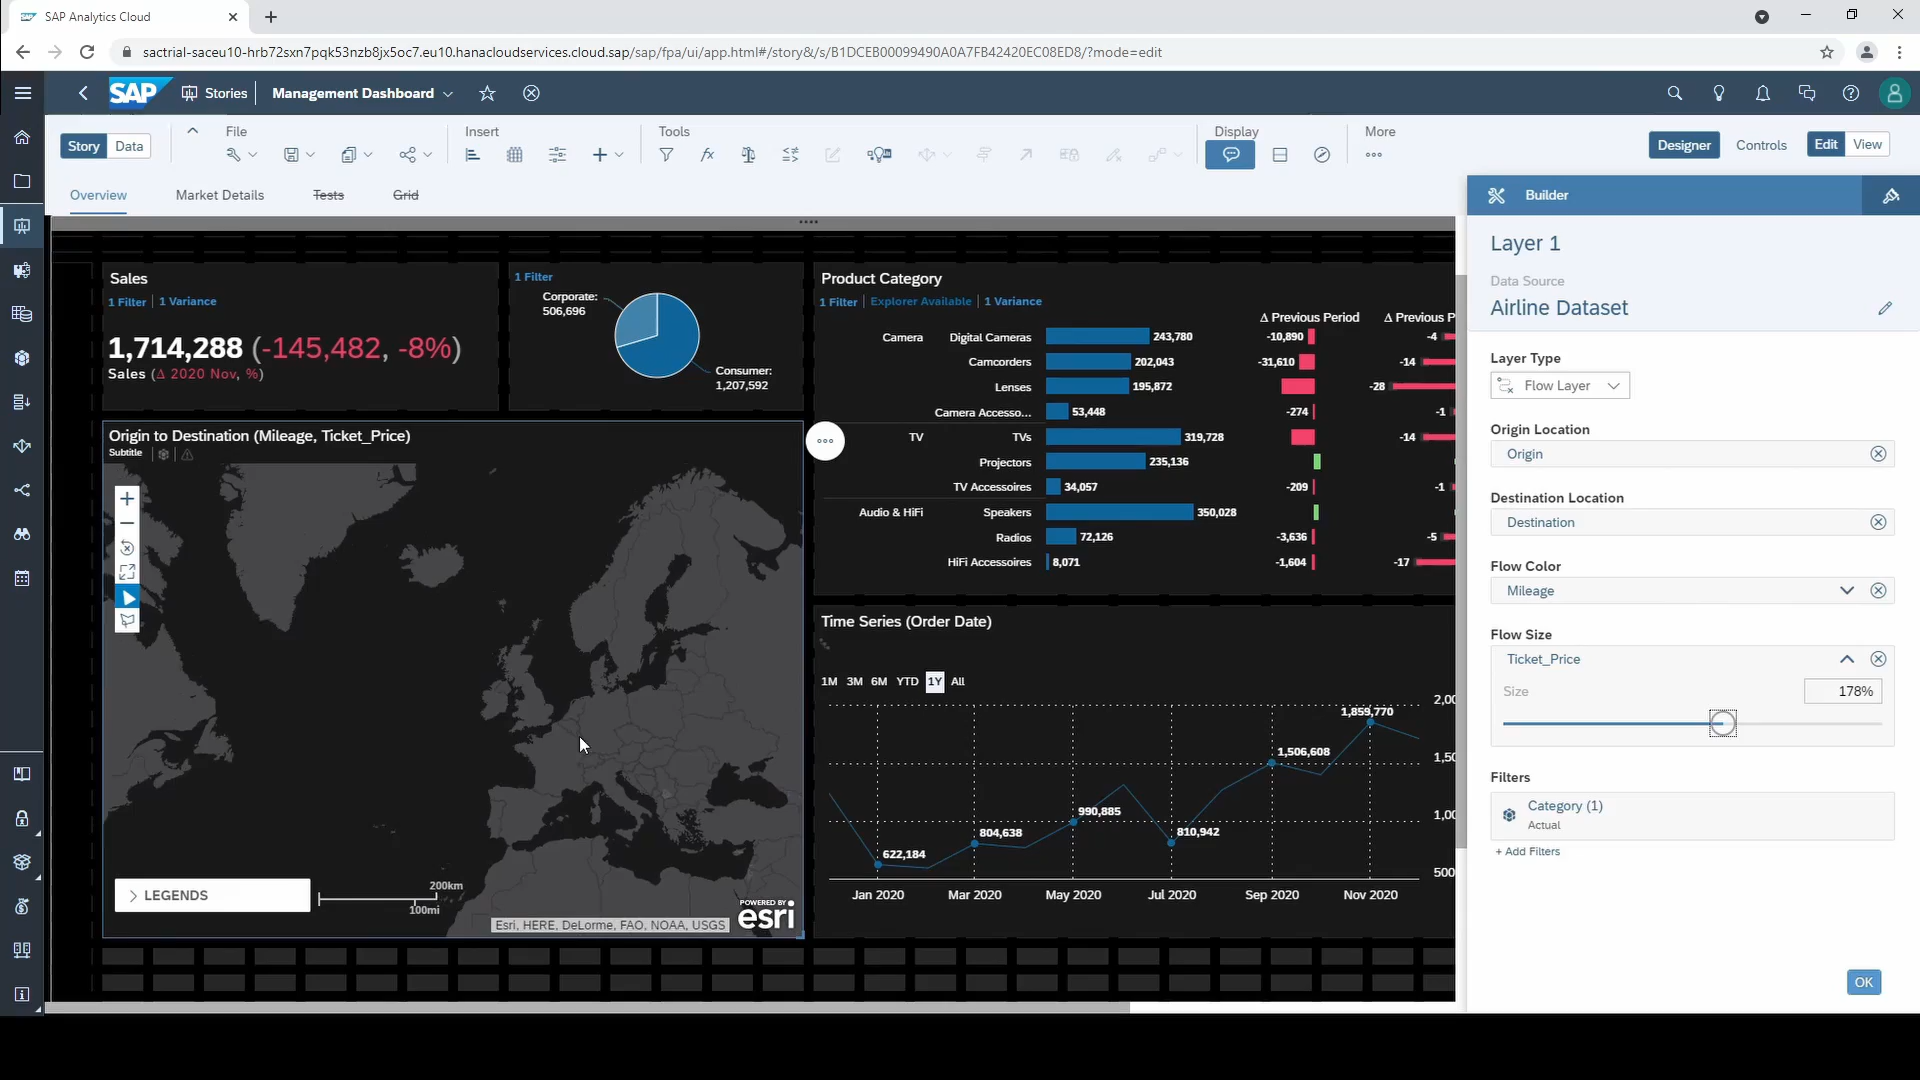 SAP Analytics Cloud
sactrial-saceu10-hrb72sxn7pqk53nzb8jx5oc7.eu10.hanacloudservices.cloud.sap/sap/fpa/ui/app.html#/story&/s/B1DCEB00099490A0A7FB42420EC08ED8/?mode=edit
SAP Stories Management Dashboard
File Insert Tools Display More
Story Data
Designer Controls Edit View
Overview Market Details Tests Grid
Builder
Layer 1
Data Source
Airline Dataset
Layer Type
Flow Layer
Origin Location
Origin
Destination Location
Destination
Flow Color
Mileage
Flow Size
Ticket_Price
Size 178%
Filters
Category (1)
Actual
+ Add Filters
OK
Sales
1 Filter 1 Variance
1,714,288 (-145,482, -8%)
Sales (Δ 2020 Nov, %)
1 Filter
Corporate:
506,696
Consumer:
1,207,592
Product Category
1 Filter Explorer Available 1 Variance
Δ Previous Period Δ Previous P
Camera Digital Cameras 243,780 -10,890 -4
Camcorders 202,043 -31,610 -14
Lenses 195,872 -28
Camera Accesso... 53,448 -274 -1
TV TVs 319,728 -14
Projectors 235,136
TV Accessoires 34,057 -209 -1
Audio & HiFi Speakers 350,028
Radios 72,126 -3,636 -5
HiFi Accessoires 8,071 -1,604 -17
Origin to Destination (Mileage, Ticket_Price)
Subtitle
LEGENDS
200km
100mi
Esri, HERE, DeLorme, FAO, NOAA, USGS
POWERED BY
esri
Time Series (Order Date)
1M 3M 6M YTD 1Y All
2,00
1,50
1,00
500
622,184
804,638
990,885
810,942
1,506,608
1,859,770
Jan 2020 Mar 2020 May 2020 Jul 2020 Sep 2020 Nov 2020